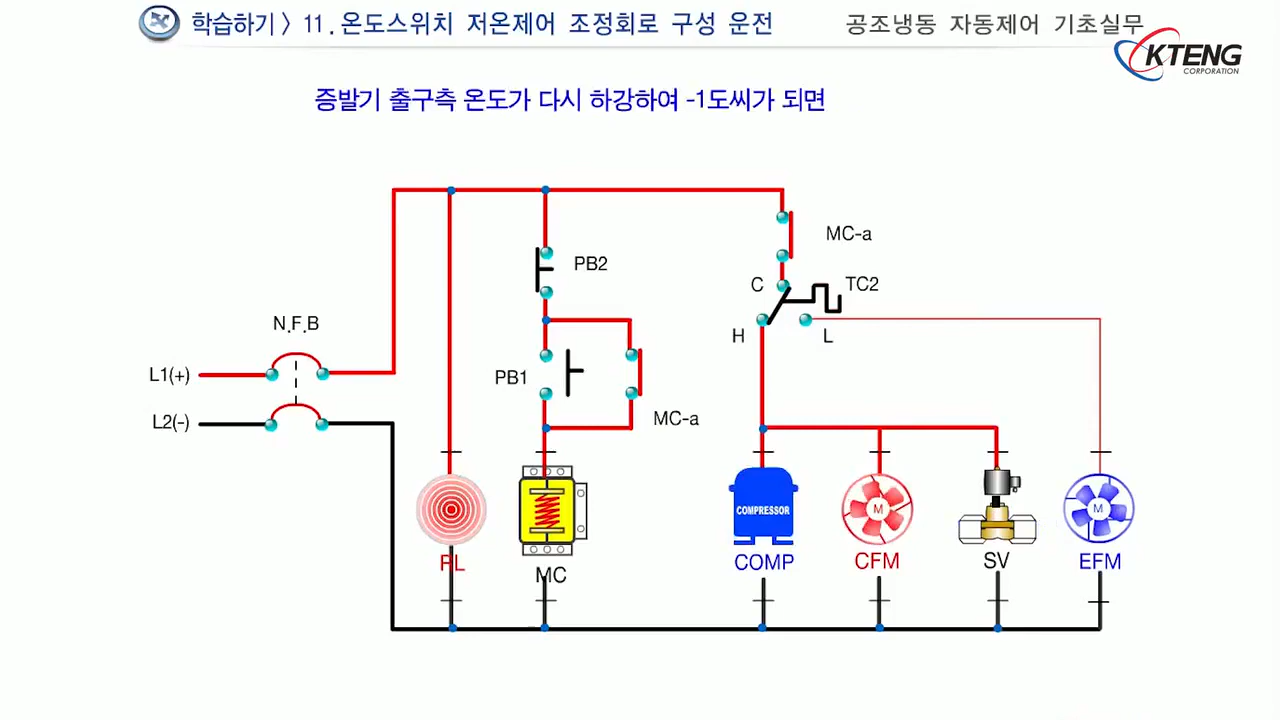 학습하기 > 11. 온도스위치 저온제어 조정회로 구성 운전
공조냉동 자동제어 기초실무
KTENG
CORPORATION
증발기 출구측 온도가 다시 하강하여 -1도씨가 되면
MC-a
PB2
C
TC2
N.F.B
H
L
L1(+)
PB1
L2(-)
MC-a
COMPRESSOR
M
M
RL
MC
COMP
CFM
SV
EFM